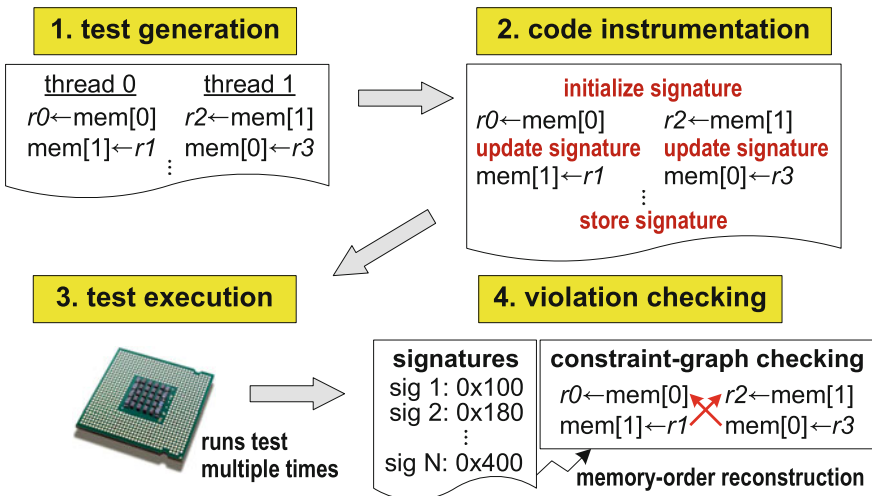 1. test generation
thread 0 thread 1
r0←mem[0] r2←mem[1]
mem[1]←r1 mem[0]←r3
⋮
2. code instrumentation
initialize signature
r0←mem[0] r2←mem[1]
update signature update signature
mem[1]←r1 mem[0]←r3
⋮
store signature
3. test execution
runs test
multiple times
4. violation checking
signatures
sig 1: 0x100
sig 2: 0x180
⋮
sig N: 0x400
constraint-graph checking
r0←mem[0] r2←mem[1]
mem[1]←r1 mem[0]←r3
memory-order reconstruction